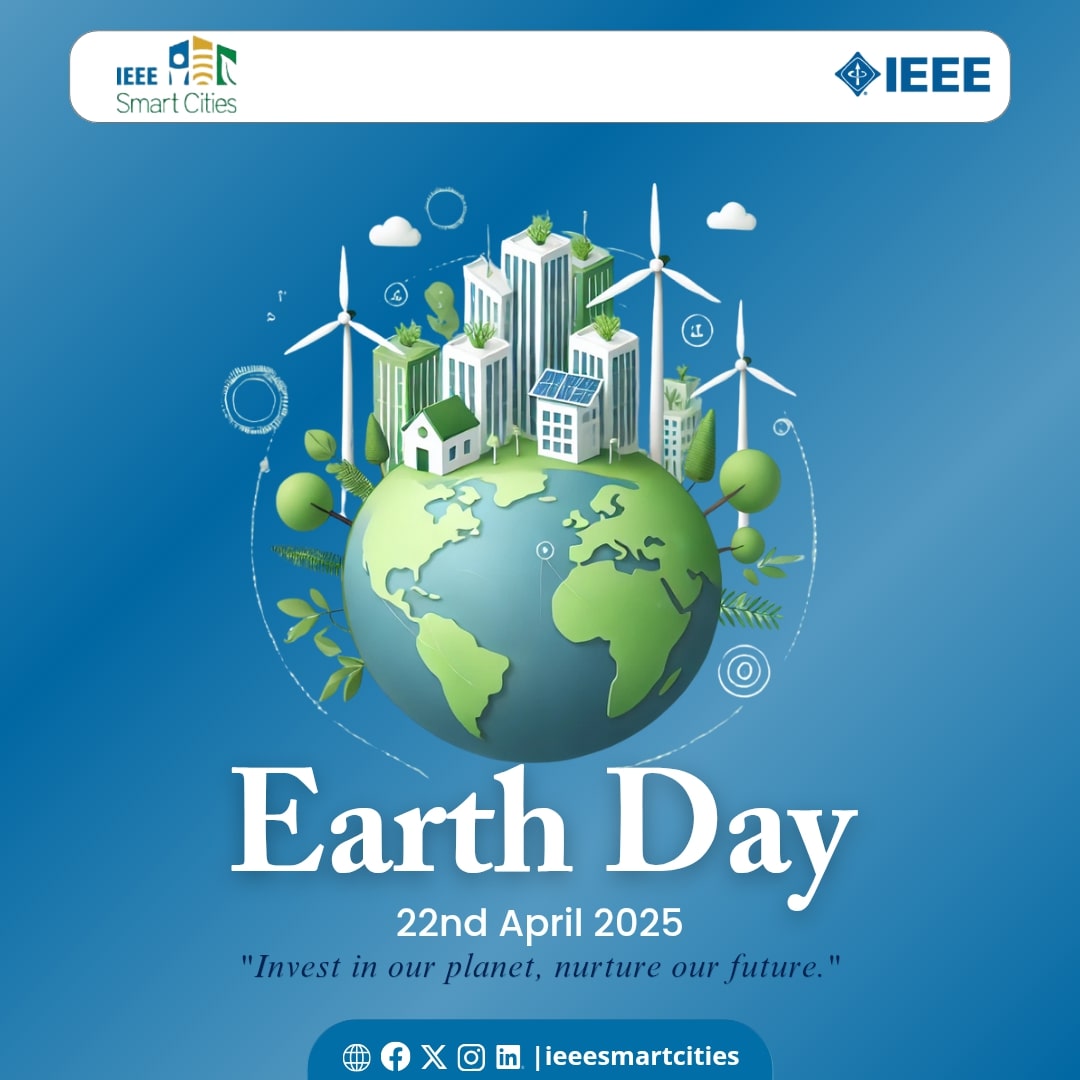 IEEE
Smart Cities
IEEE
Earth Day
22nd April 2025
"Invest in our planet, nurture our future."
|ieeesmartcities